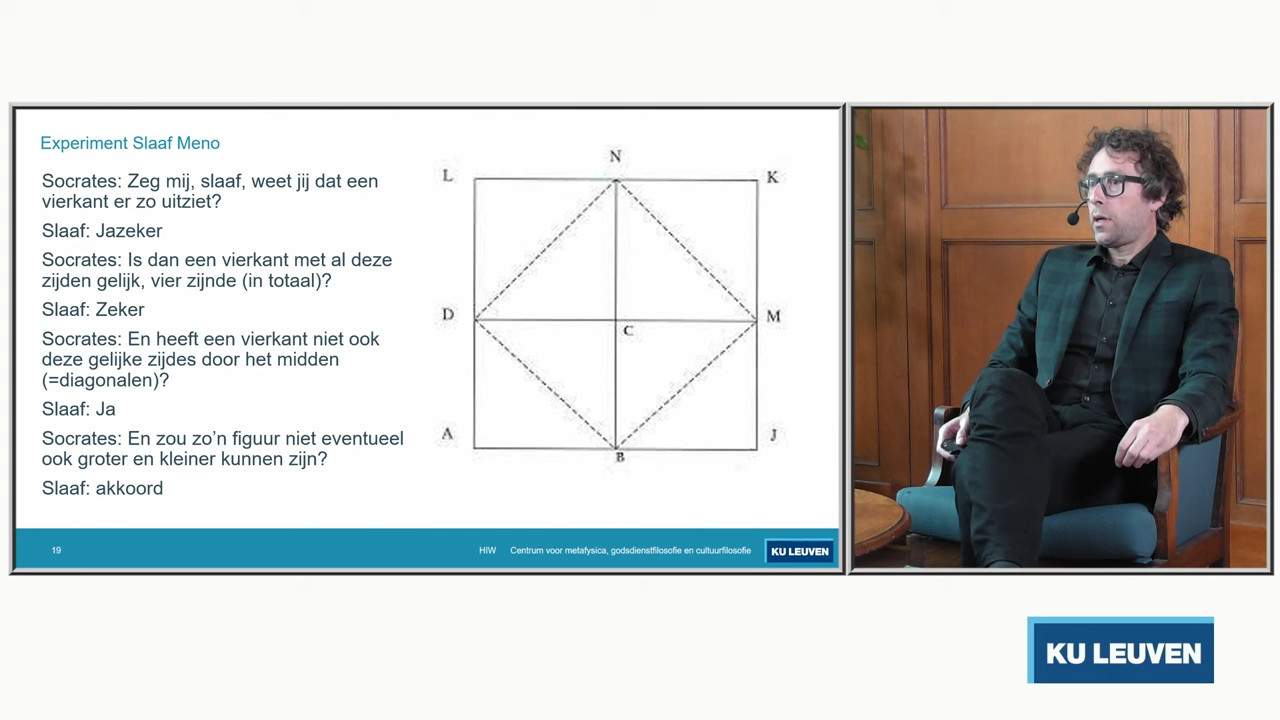 Experiment Slaaf Meno
Socrates: Zeg mij, slaaf, weet jij dat een
vierkant er zo uitziet?
Slaaf: Jazeker
Socrates: Is dan een vierkant met al deze
zijden gelijk, vier zijnde (in totaal)?
Slaaf: Zeker
Socrates: En heeft een vierkant niet ook
deze gelijke zijdes door het midden
(=diagonalen)?
Slaaf: Ja
Socrates: En zou zo’n figuur niet eventueel
ook groter en kleiner kunnen zijn?
Slaaf: akkoord
N
L
K
D
C
M
A
B
J
19
HIW
Centrum voor metafysica, godsdienstfilosofie en cultuurfilosofie
KU LEUVEN
KU LEUVEN